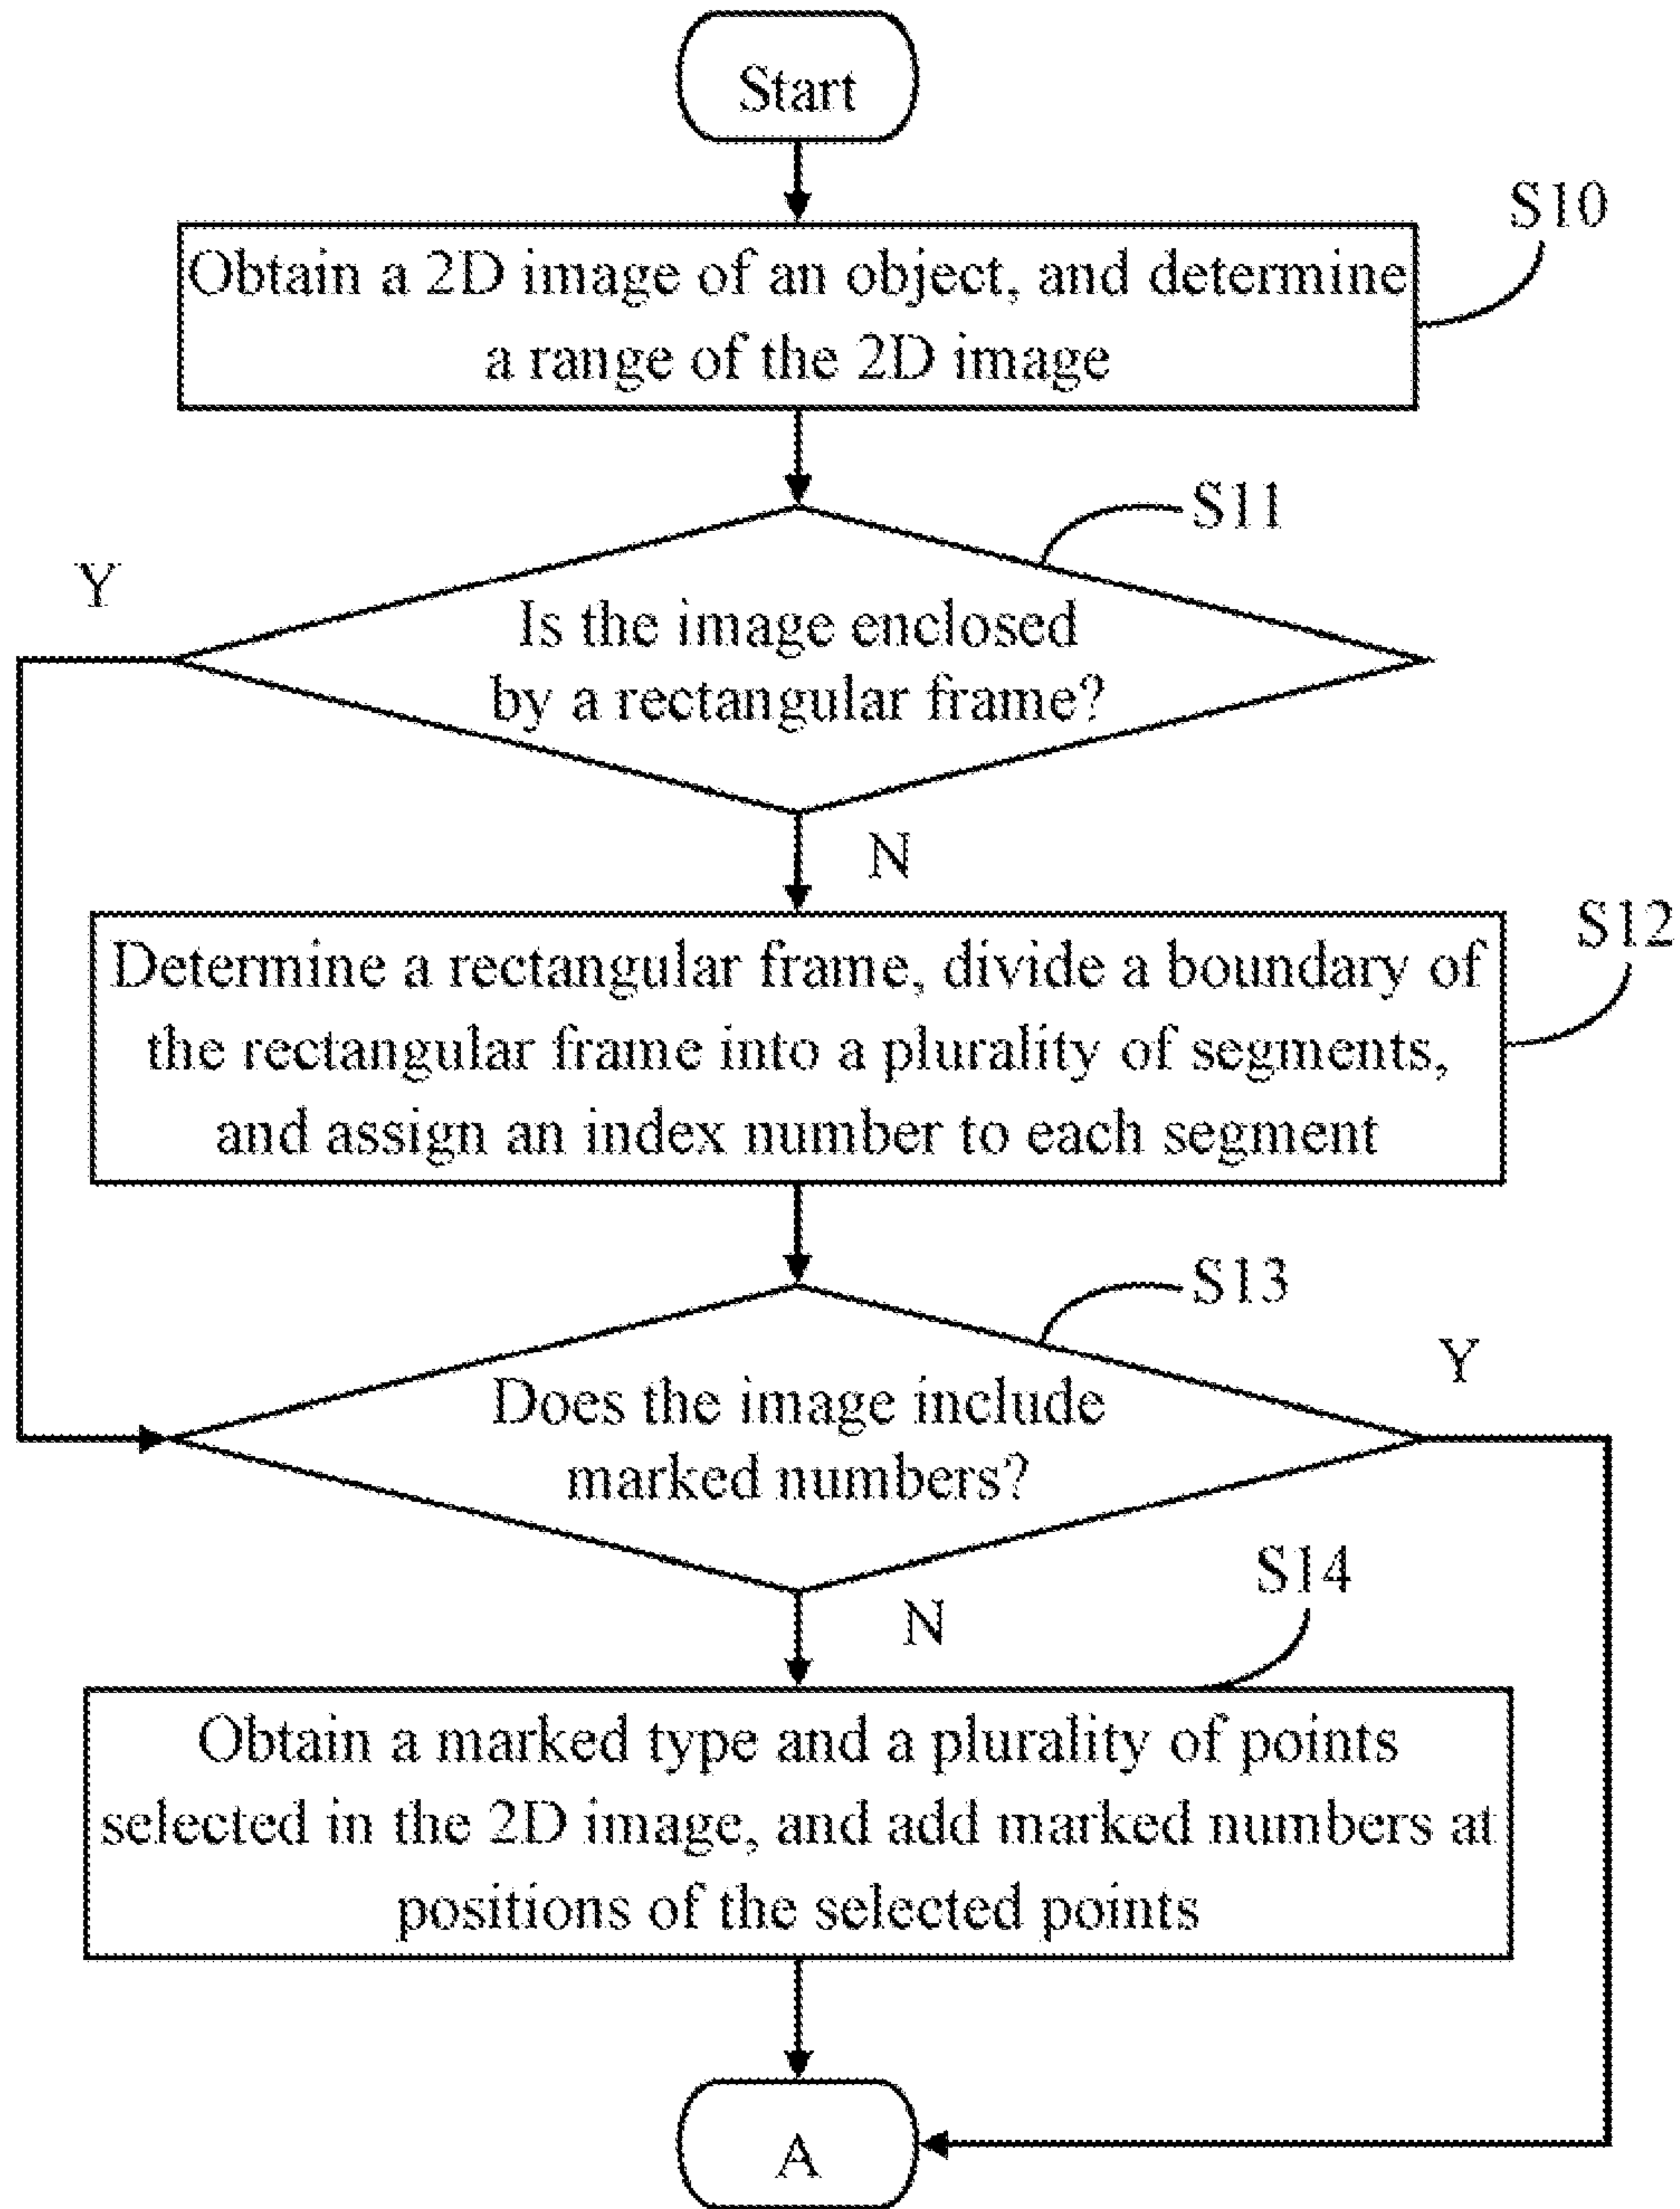 Start
S10
Obtain a 2D image of an object, and determine
a range of the 2D image
S11
Y
Is the image enclosed
by a rectangular frame?
N
S12
Determine a rectangular frame, divide a boundary of
the rectangular frame into a plurality of segments,
and assign an index number to each segment
S13
Y
Does the image include
marked numbers?
N
S14
Obtain a marked type and a plurality of points
selected in the 2D image, and add marked numbers at
positions of the selected points
A